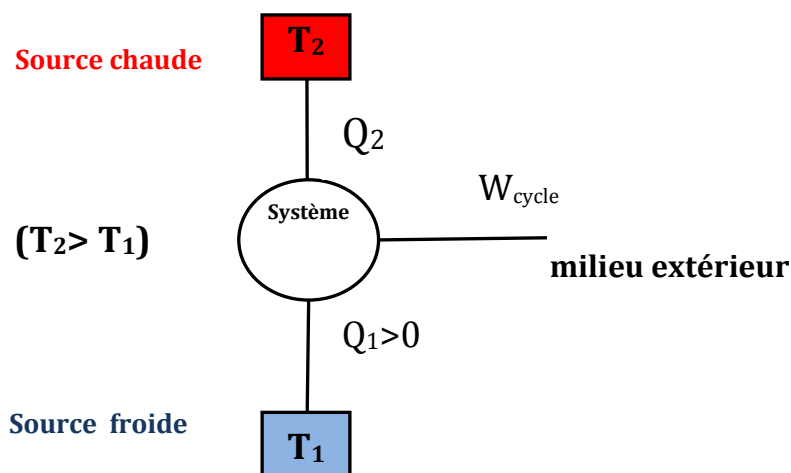 T₂
Source chaude
Q₂
Système
W_cycle
(T₂> T₁)
milieu extérieur
Q₁>0
Source froide
T₁